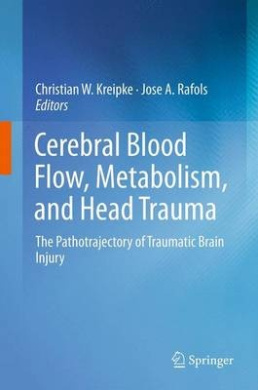 Christian W. Kreipke · Jose A. Rafols
Editors
Cerebral Blood
Flow, Metabolism,
and Head Trauma
The Pathotrajectory of Traumatic Brain
Injury
Springer